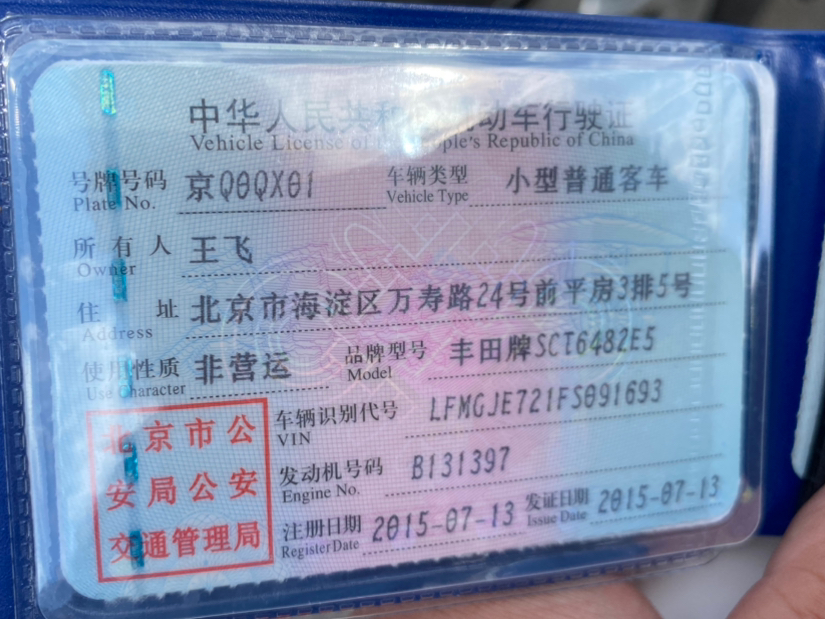 中华人民共和国机动车行驶证
Vehicle License of the People's Republic of China
号牌号码 京Q0QX01 车辆类型 小型普通客车
Plate No. Vehicle Type
所有人 王飞
Owner
住址 北京市海淀区万寿路24号前平房3排5号
Address
使用性质 非营运 品牌型号 丰田牌SCT6482E5
Use Character Model
北京市公
安局公安
交通管理局
车辆识别代号 LFMGJE721FS091693
VIN
发动机号码 B131397
Engine No.
注册日期 2015-07-13 发证日期 2015-07-13
Register Date Issue Date